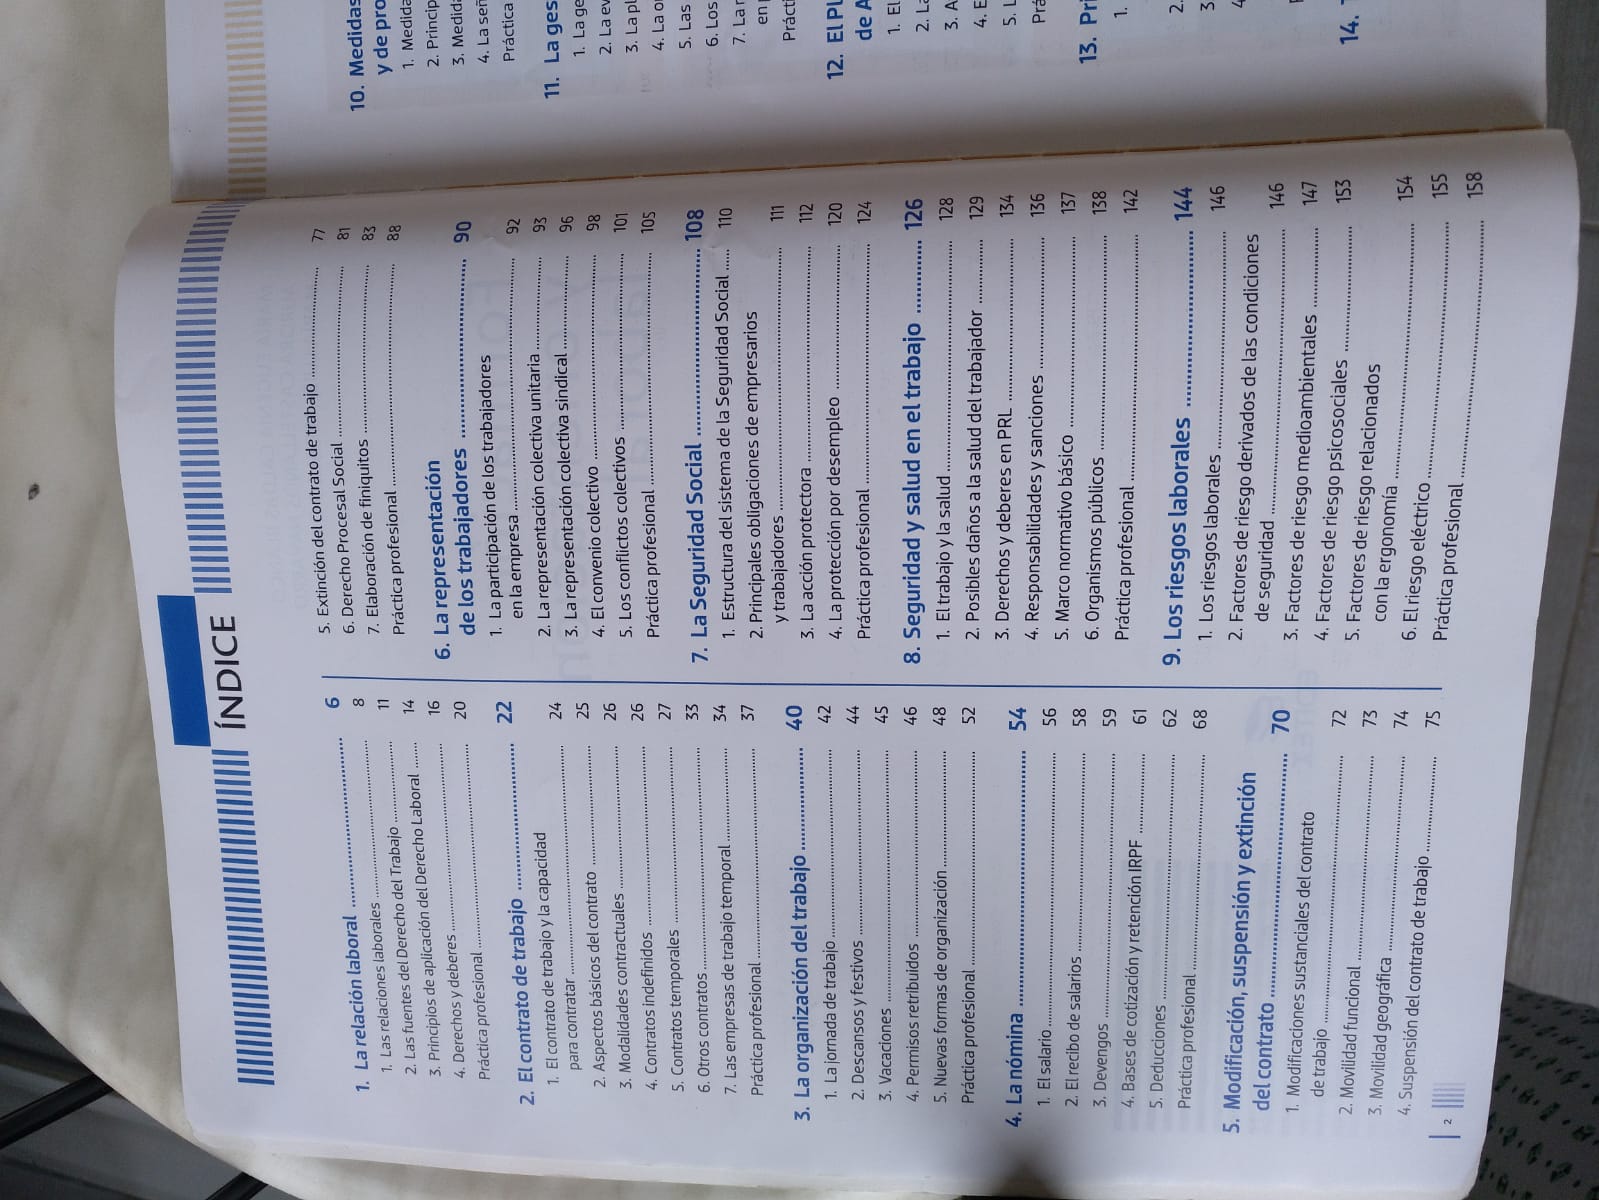 ÍNDICE
1. La relación laboral 6
1. Las relaciones laborales 8
2. Las fuentes del Derecho del Trabajo 11
3. Principios de aplicación del Derecho Laboral 14
4. Derechos y deberes 16
Práctica profesional 20
2. El contrato de trabajo 22
1. El contrato de trabajo y la capacidad
para contratar 24
2. Aspectos básicos del contrato 25
3. Modalidades contractuales 26
4. Contratos indefinidos 26
5. Contratos temporales 27
6. Otros contratos 33
7. Las empresas de trabajo temporal 34
Práctica profesional 37
3. La organización del trabajo 40
1. La jornada de trabajo 42
2. Descansos y festivos 44
3. Vacaciones 45
4. Permisos retribuidos 46
5. Nuevas formas de organización 48
Práctica profesional 52
4. La nómina 54
1. El salario 56
2. El recibo de salarios 58
3. Devengos 59
4. Bases de cotización y retención IRPF 61
5. Deducciones 62
Práctica profesional 68
5. Modificación, suspensión y extinción
del contrato 70
1. Modificaciones sustanciales del contrato
de trabajo 72
2. Movilidad funcional 73
3. Movilidad geográfica 74
4. Suspensión del contrato de trabajo 75
2
5. Extinción del contrato de trabajo 77
6. Derecho Procesal Social 81
7. Elaboración de finiquitos 83
Práctica profesional 88
6. La representación
de los trabajadores 90
1. La participación de los trabajadores
en la empresa 92
2. La representación colectiva unitaria 93
3. La representación colectiva sindical 96
4. El convenio colectivo 98
5. Los conflictos colectivos 101
Práctica profesional 105
7. La Seguridad Social 108
1. Estructura del sistema de la Seguridad Social 110
2. Principales obligaciones de empresarios
y trabajadores 111
3. La acción protectora 112
4. La protección por desempleo 120
Práctica profesional 124
8. Seguridad y salud en el trabajo 126
1. El trabajo y la salud 128
2. Posibles daños a la salud del trabajador 129
3. Derechos y deberes en PRL 134
4. Responsabilidades y sanciones 136
5. Marco normativo básico 137
6. Organismos públicos 138
Práctica profesional 142
9. Los riesgos laborales 144
1. Los riesgos laborales 146
2. Factores de riesgo derivados de las condiciones
de seguridad 146
3. Factores de riesgo medioambientales 147
4. Factores de riesgo psicosociales 153
5. Factores de riesgo relacionados
con la ergonomía 154
6. El riesgo eléctrico 155
Práctica profesional 158
10. Medidas
y de pro
1. Medida
2. Princip
3. Medida
4. La señ
Práctica
11. La ges
1. La ge
2. La ev
3. La pl
4. La o
5. Las
6. Los
7. La
en
Práct
12. El Pl
de A
1. El
2. La
3. A
4. E
5. L
Prá
13. Pri
1.
2.
3
4
14.